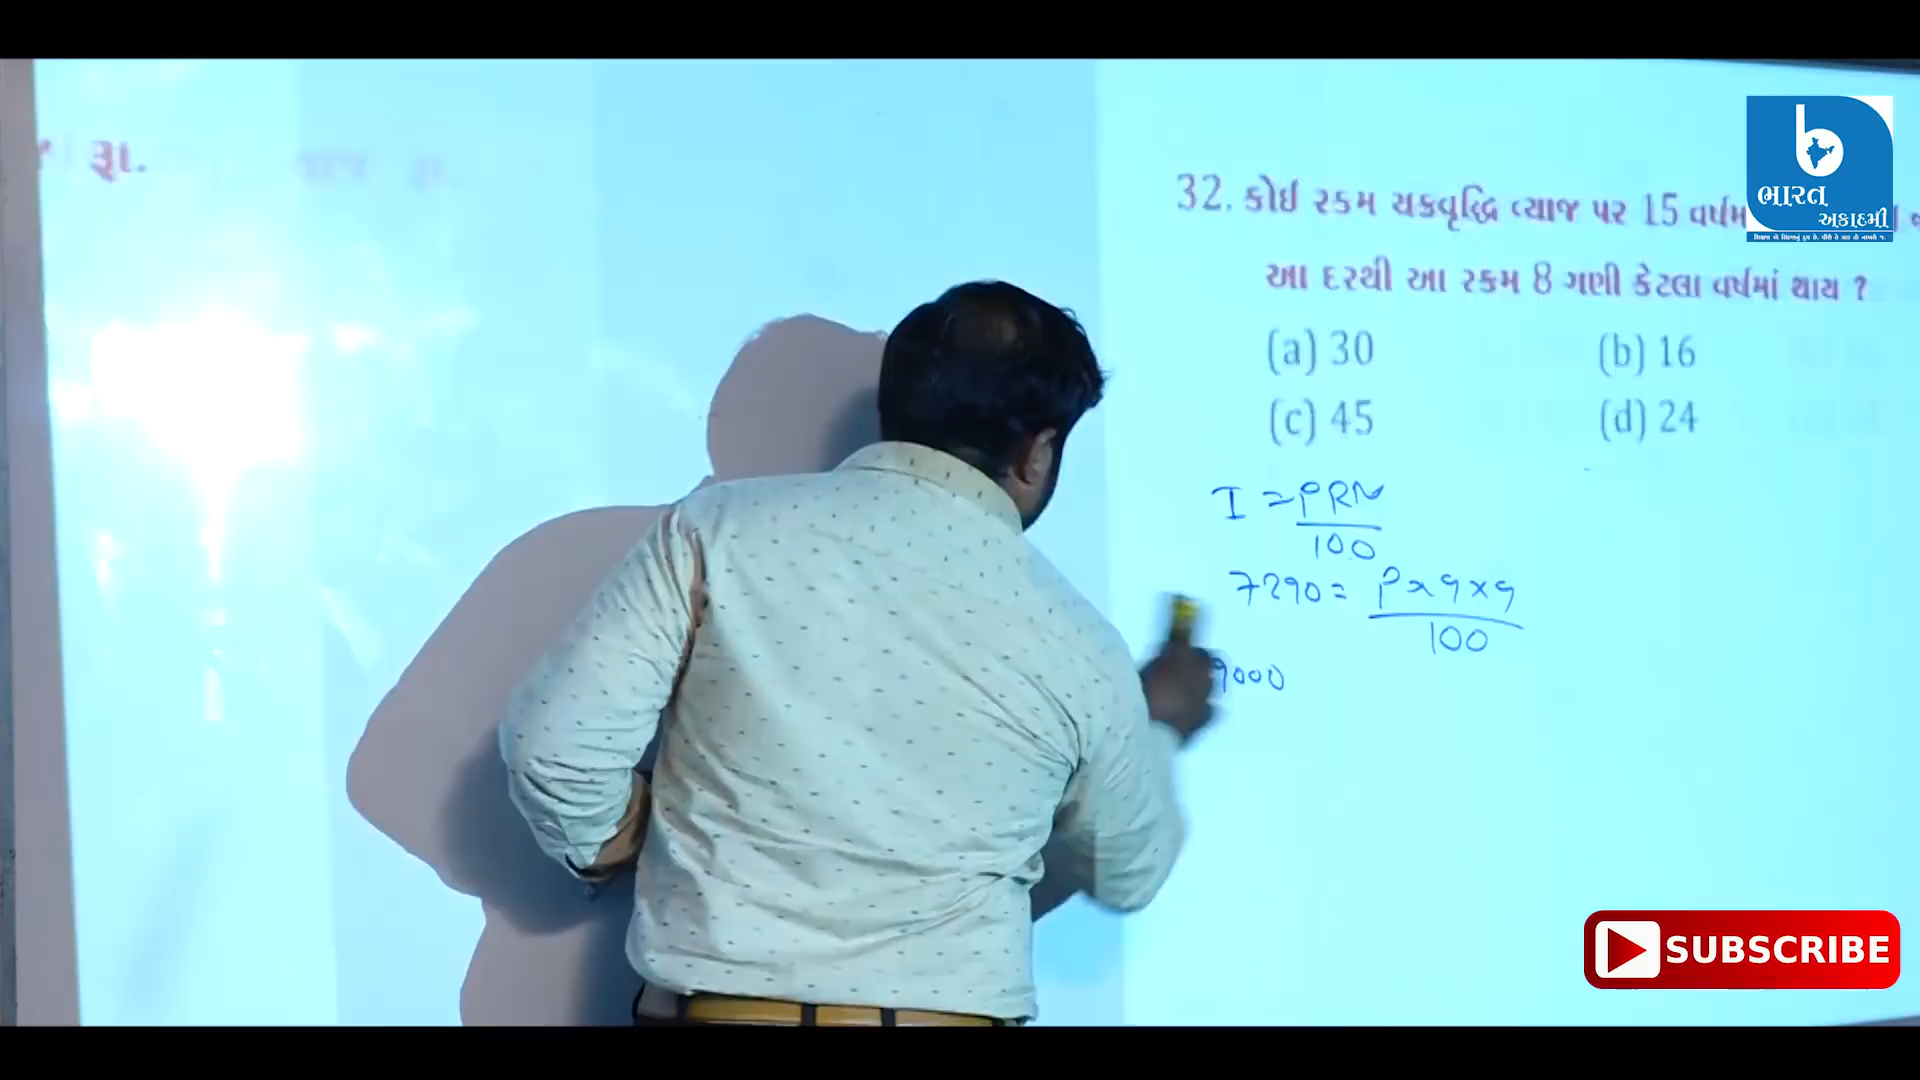 રૂા.
32. કોઈ રકમ ચક્રવૃદ્ધિ વ્યાજ પર 15 વર્ષમ
આ દરથી આ રકમ 8 ગણી કેટલા વર્ષમાં થાય ?
(a) 30 (b) 16
(c) 45 (d) 24
I = PRN
100
7290 = P x 9 x 9
100
9000
b
ભારત
અકાદમી
SUBSCRIBE